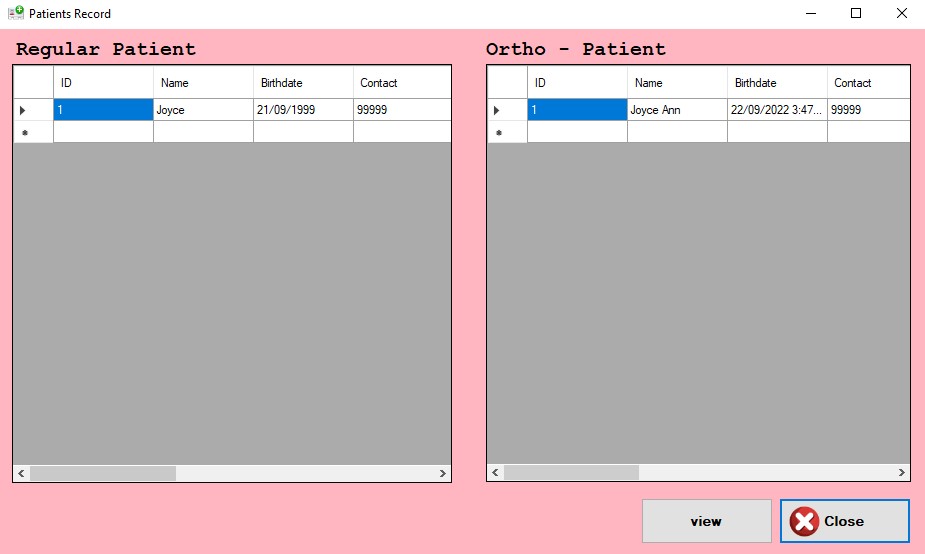 Patients Record
Regular Patient
ID Name Birthdate Contact
1 Joyce 21/09/1999 99999
Ortho - Patient
ID Name Birthdate Contact
1 Joyce Ann 22/09/2022 3:47... 99999
view
Close